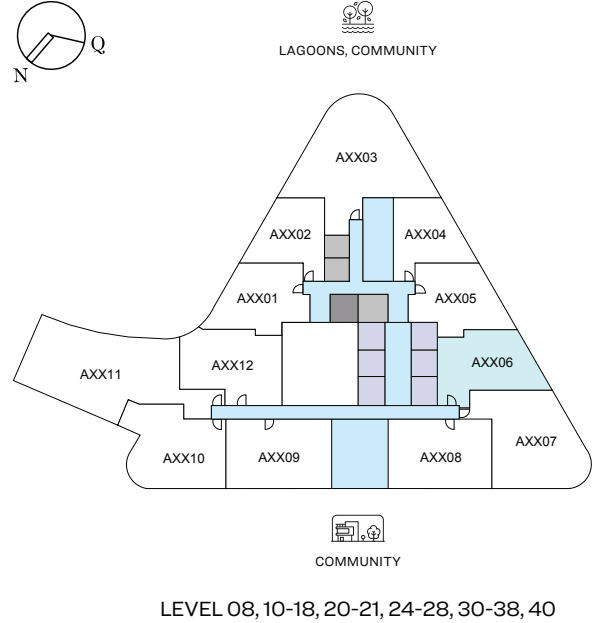 Q
N
LAGOONS, COMMUNITY
AXX03
AXX02
AXX04
AXX01
AXX05
AXX12
AXX06
AXX11
AXX07
AXX10
AXX09
AXX08
COMMUNITY
LEVEL 08, 10-18, 20-21, 24-28, 30-38, 40